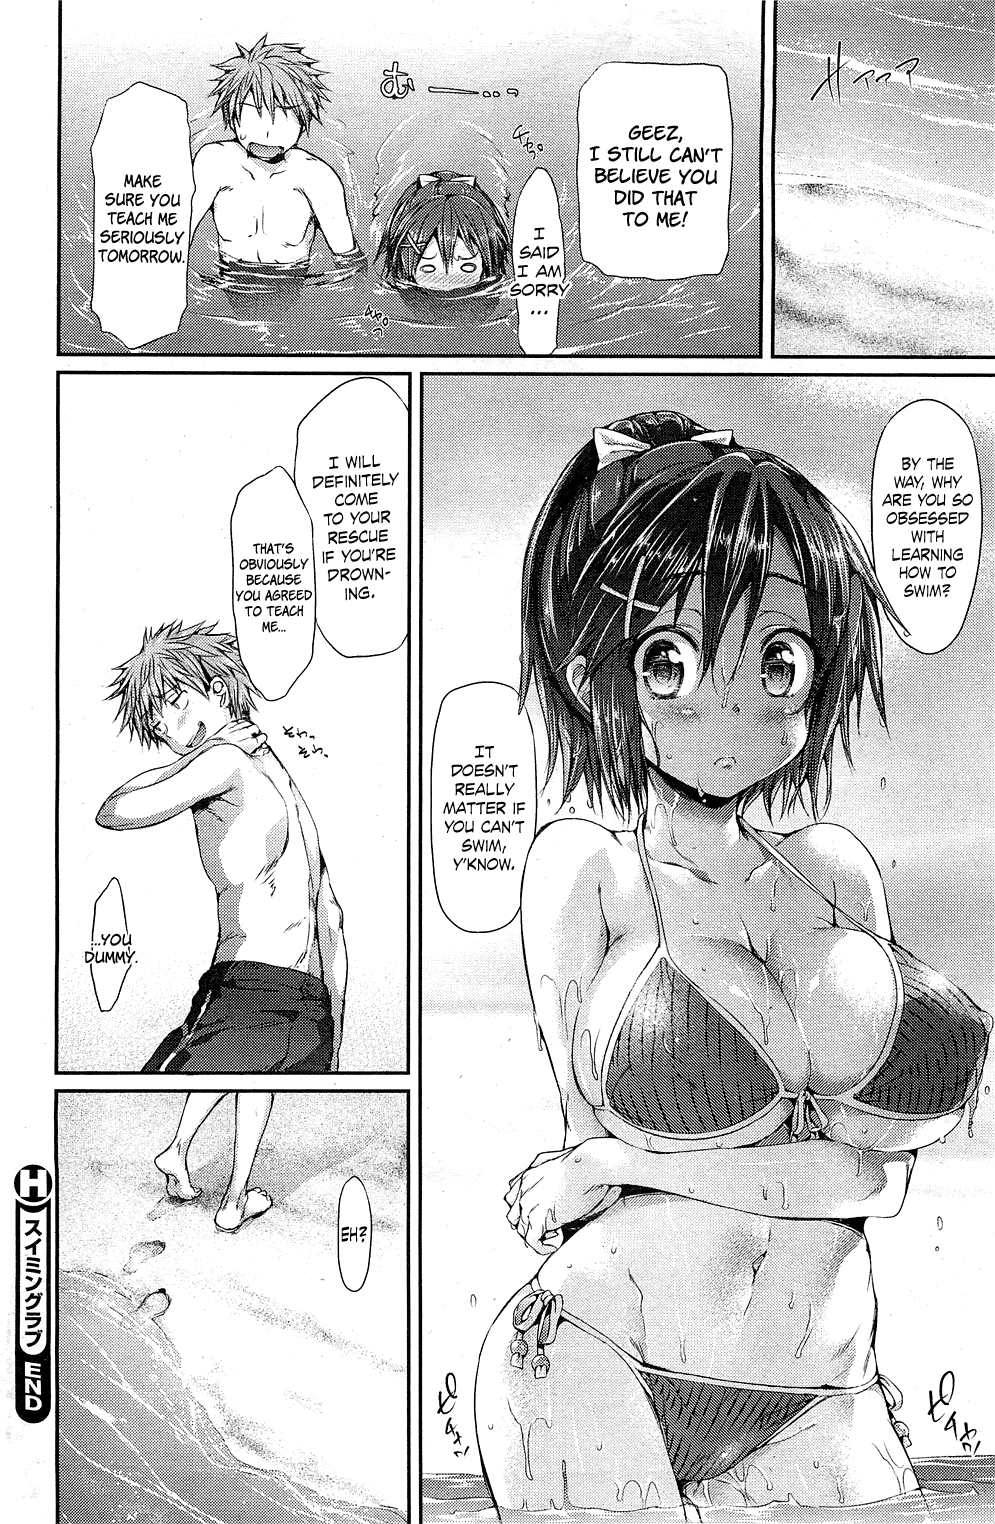 GEEZ,
I STILL CAN'T
BELIEVE YOU
DID THAT
TO ME!
I
SAID
I AM
SORRY
...
む
MAKE
SURE YOU
TEACH ME
SERIOUSLY
TOMORROW.
BY THE
WAY, WHY
ARE YOU SO
OBSESSED
WITH
LEARNING
HOW TO
SWIM?
IT
DOESN'T
REALLY
MATTER IF
YOU CAN'T
SWIM,
Y'KNOW.
I WILL
DEFINITELY
COME
TO YOUR
RESCUE
IF YOU'RE
DROWN-
ING.
THAT'S
OBVIOUSLY
BECAUSE
YOU AGREED
TO TEACH
ME...
...YOU
DUMMY.
EH?
H スイミングラブ END